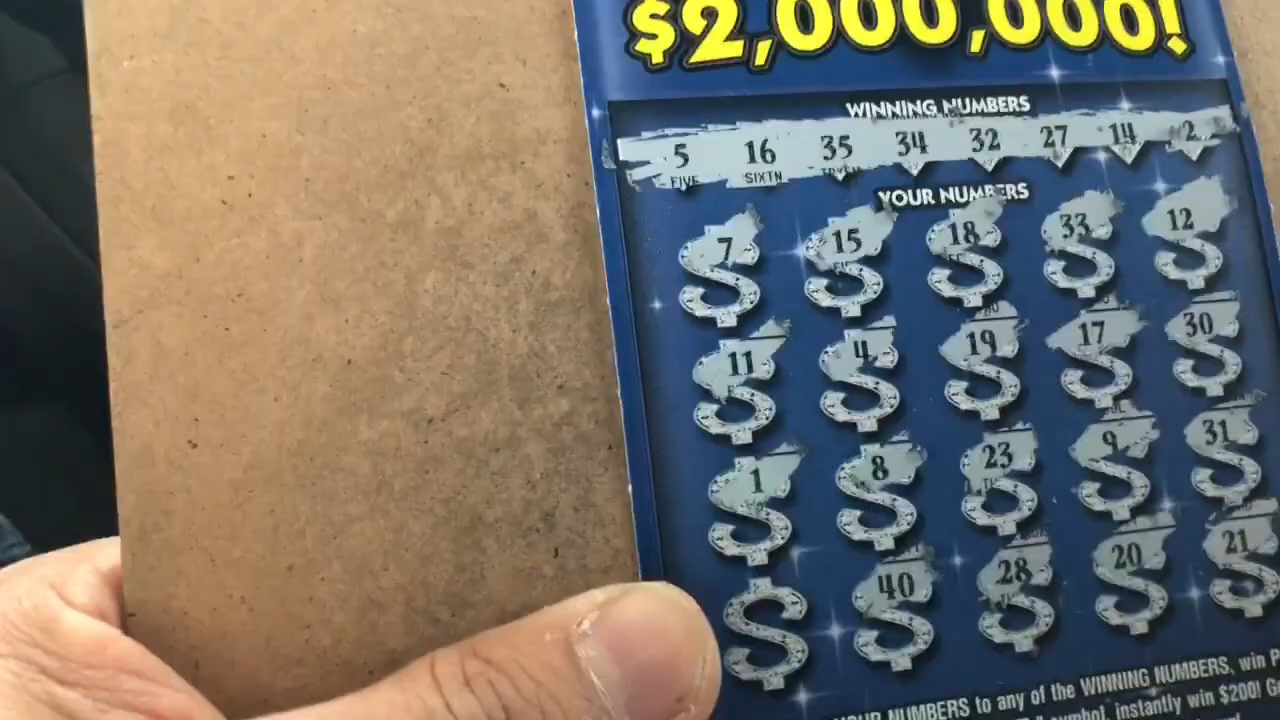 $2,000,000!
WINNING NUMBERS
5 16 35 34 32 27 14 2
FIVE SIXTN
YOUR NUMBERS
7 15 18 33 12
11 4 19 17 30
1 8 23 9 31
40 28 20 21
YOUR NUMBERS to any of the WINNING NUMBERS, win
symbol, instantly win $200!